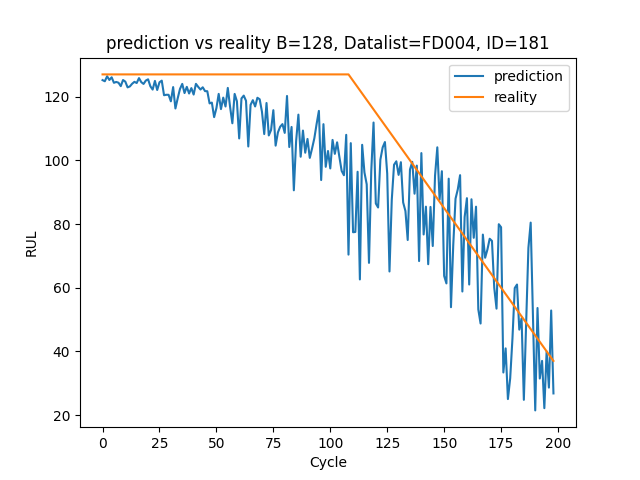 prediction vs reality B=128, Datalist=FD004, ID=181
prediction
reality
RUL
120
100
80
60
40
20
0 25 50 75 100 125 150 175 200
Cycle